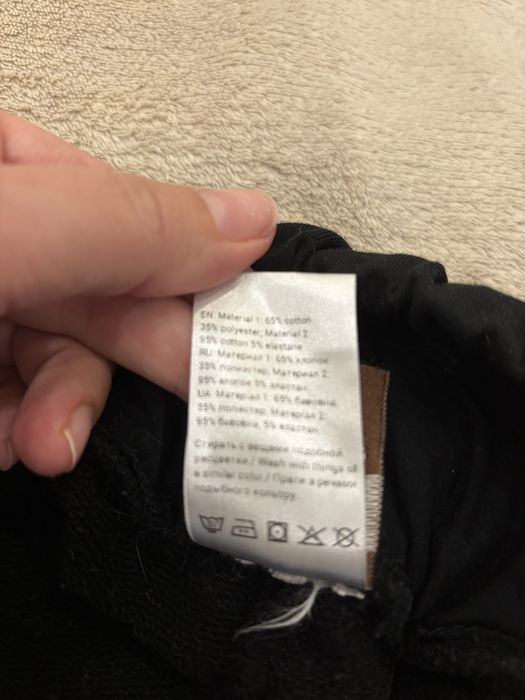 EN: Material 1: 65% cotton
35% polyester, Material 2:
95% cotton 5% elastane
RU: Материал 1: 65% хлопок
35% полиэстер, Материал 2:
95% хлопок 5% эластан
UA: Матеріал 1: 65% бавовна,
35% поліестер, Матеріал 2:
95% бавовна, 5% еластан
Стирать с вещами подобной
расцветки / Wash with things of
a similar color / Прати з речами
подібного кольору.